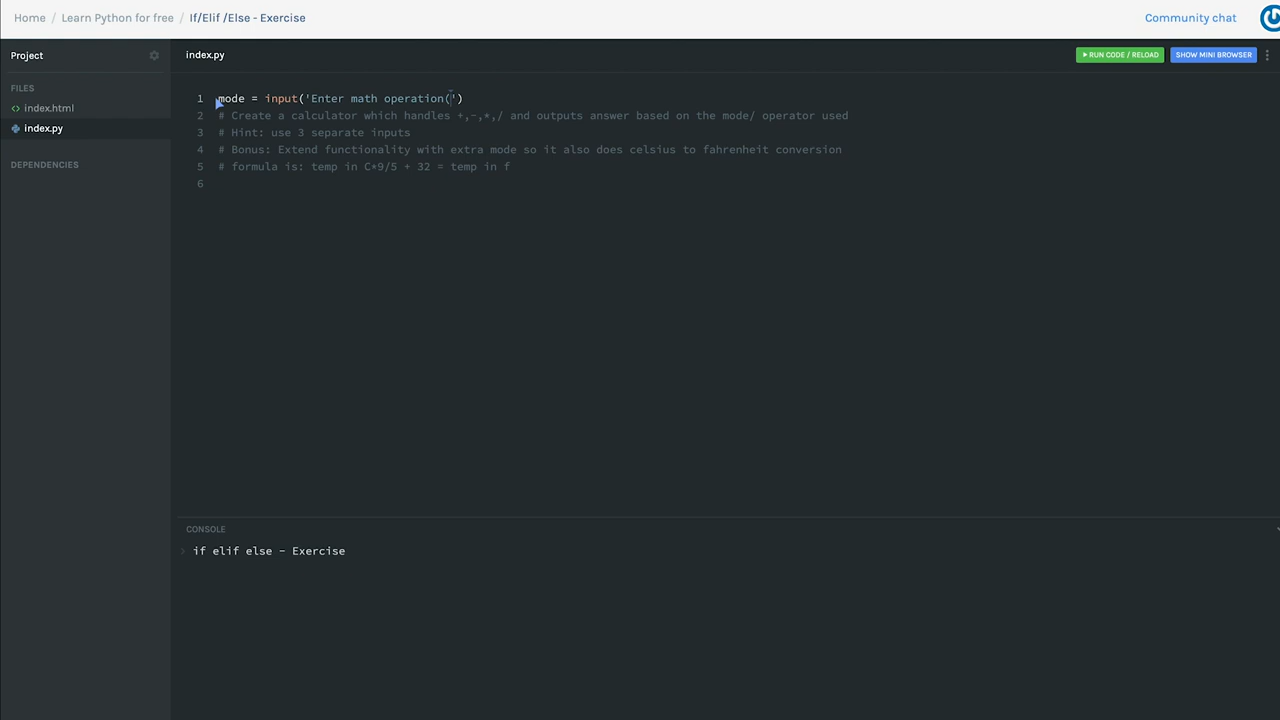 Home / Learn Python for free / If/Elif /Else - Exercise
Community chat
Project
index.py
RUN CODE / RELOAD
SHOW MINI BROWSER
FILES
index.html
index.py
DEPENDENCIES
1 mode = input('Enter math operation(')
2 # Create a calculator which handles +,-,*,/ and outputs answer based on the mode/ operator used
3 # Hint: use 3 separate inputs
4 # Bonus: Extend functionality with extra mode so it also does celsius to fahrenheit conversion
5 # formula is: temp in C*9/5 + 32 = temp in f
6
CONSOLE
if elif else - Exercise